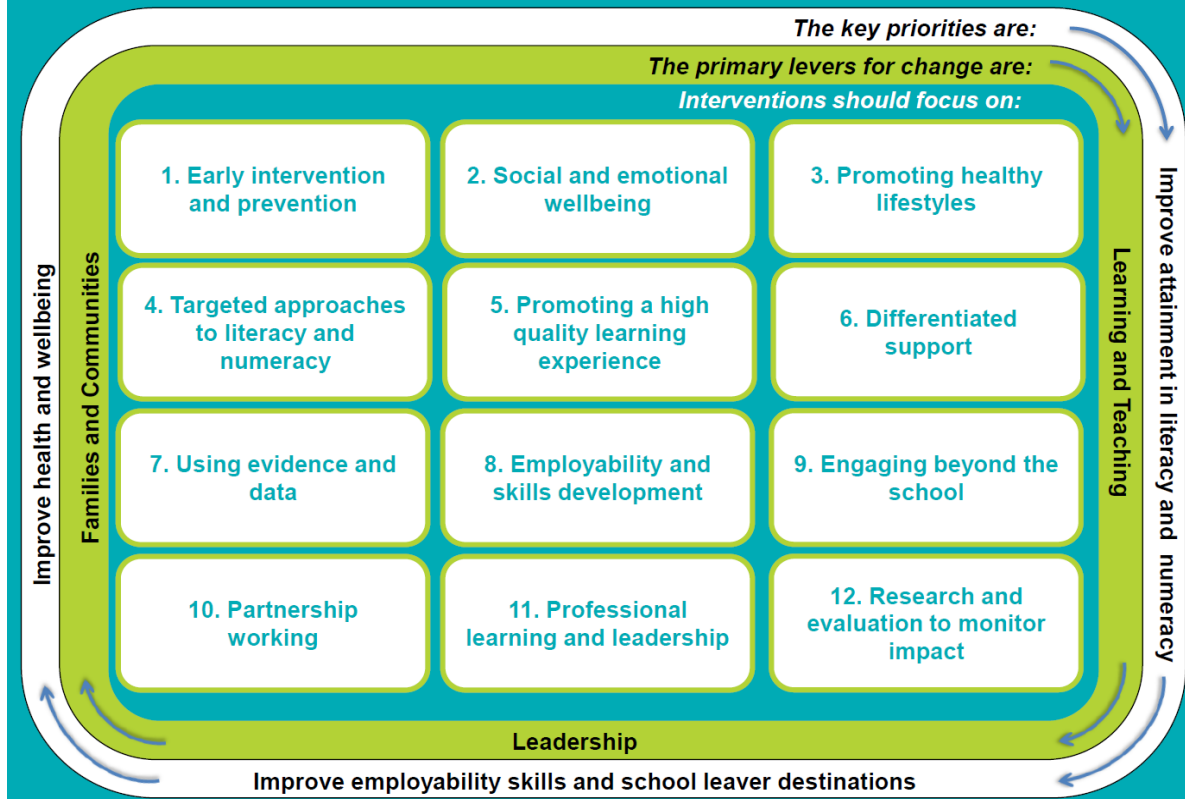 The key priorities are:
The primary levers for change are:
Interventions should focus on:
1. Early intervention
and prevention
2. Social and emotional
wellbeing
3. Promoting healthy
lifestyles
4. Targeted approaches
to literacy and
numeracy
5. Promoting a high
quality learning
experience
6. Differentiated
support
7. Using evidence and
data
8. Employability and
skills development
9. Engaging beyond the
school
10. Partnership
working
11. Professional
learning and leadership
12. Research and
evaluation to monitor
impact
Improve health and wellbeing
Families and Communities
Learning and Teaching
Improve attainment in literacy and numeracy
Leadership
Improve employability skills and school leaver destinations